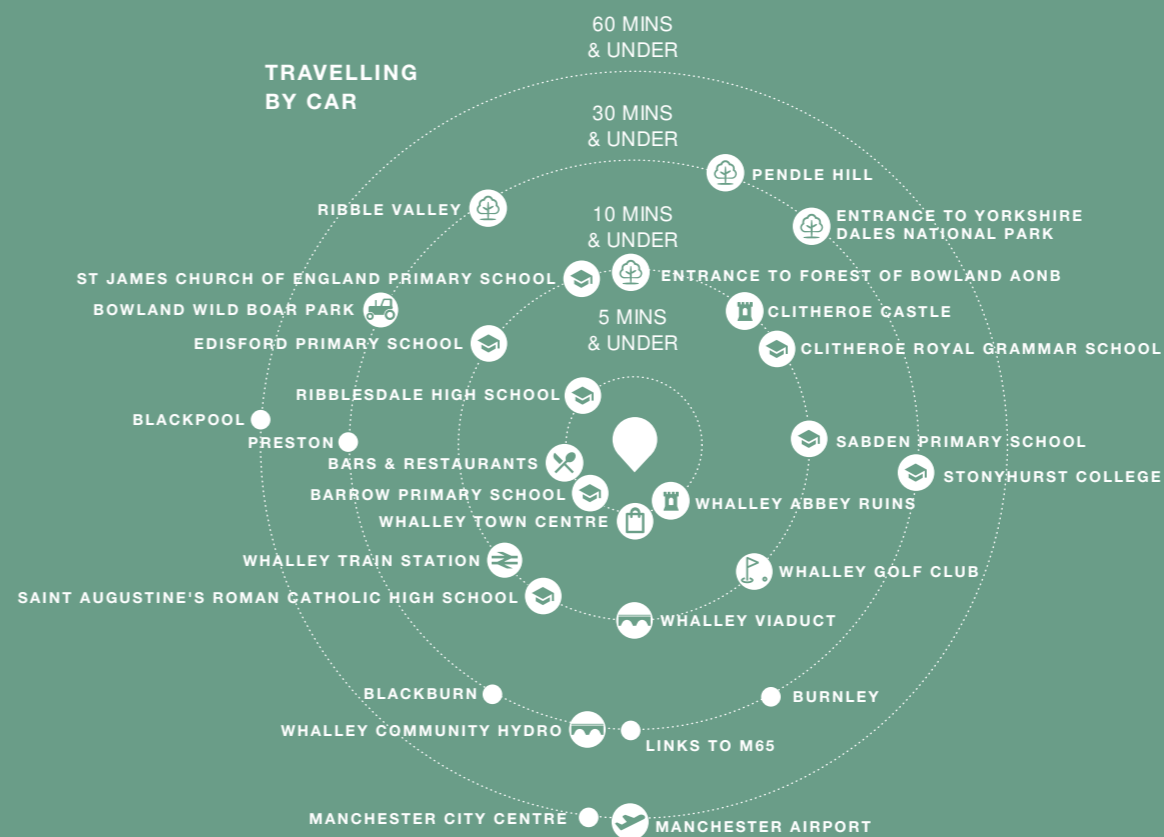 60 MINS
& UNDER
TRAVELLING
BY CAR
30 MINS
& UNDER
PENDLE HILL
RIBBLE VALLEY
10 MINS
& UNDER
ENTRANCE TO YORKSHIRE
DALES NATIONAL PARK
ST JAMES CHURCH OF ENGLAND PRIMARY SCHOOL
ENTRANCE TO FOREST OF BOWLAND AONB
BOWLAND WILD BOAR PARK
CLITHEROE CASTLE
5 MINS
& UNDER
EDISFORD PRIMARY SCHOOL
CLITHEROE ROYAL GRAMMAR SCHOOL
RIBBLESDALE HIGH SCHOOL
BLACKPOOL
PRESTON
SABDEN PRIMARY SCHOOL
BARS & RESTAURANTS
STONYHURST COLLEGE
BARROW PRIMARY SCHOOL
WHALLEY ABBEY RUINS
WHALLEY TOWN CENTRE
WHALLEY TRAIN STATION
WHALLEY GOLF CLUB
SAINT AUGUSTINE'S ROMAN CATHOLIC HIGH SCHOOL
WHALLEY VIADUCT
BLACKBURN
BURNLEY
WHALLEY COMMUNITY HYDRO
LINKS TO M65
MANCHESTER CITY CENTRE
MANCHESTER AIRPORT